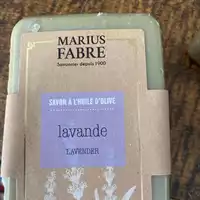 MARIUS
FABRE
Savonnier depuis 1900
SAVON À L'HUILE D'OLIVE
lavande
LAVENDER